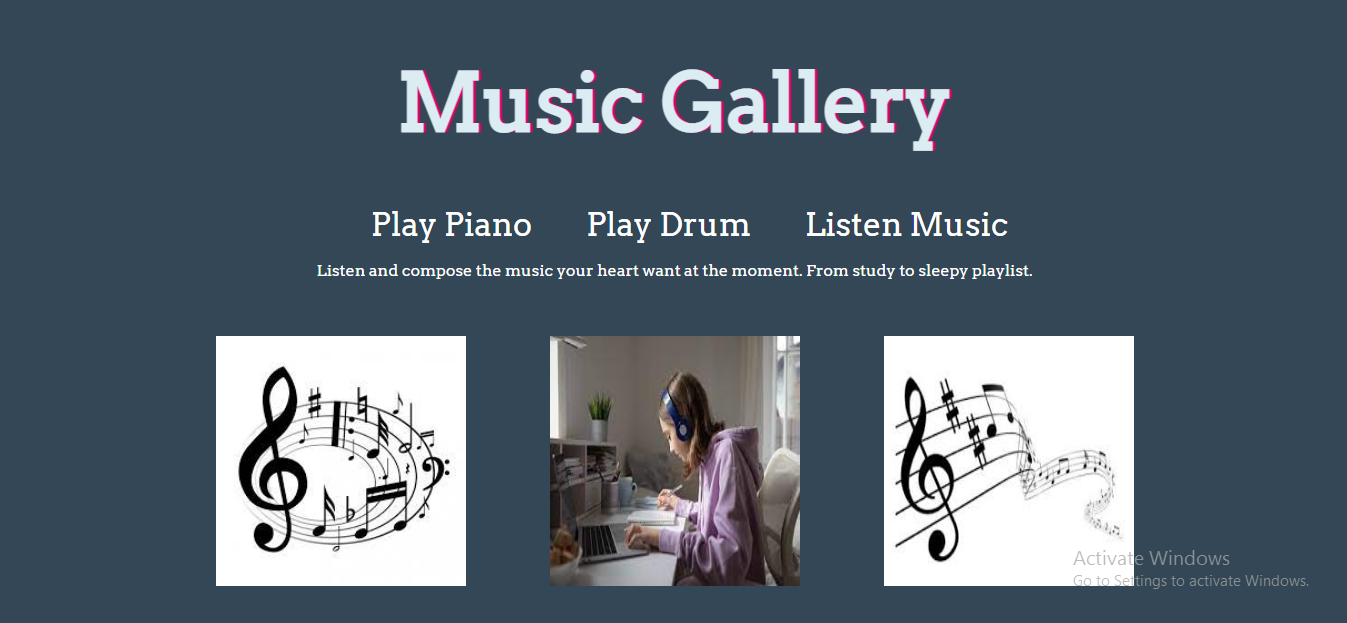 Music Gallery
Play Piano Play Drum Listen Music
Listen and compose the music your heart want at the moment. From study to sleepy playlist.
Activate Windows
Go to Settings to activate Windows.